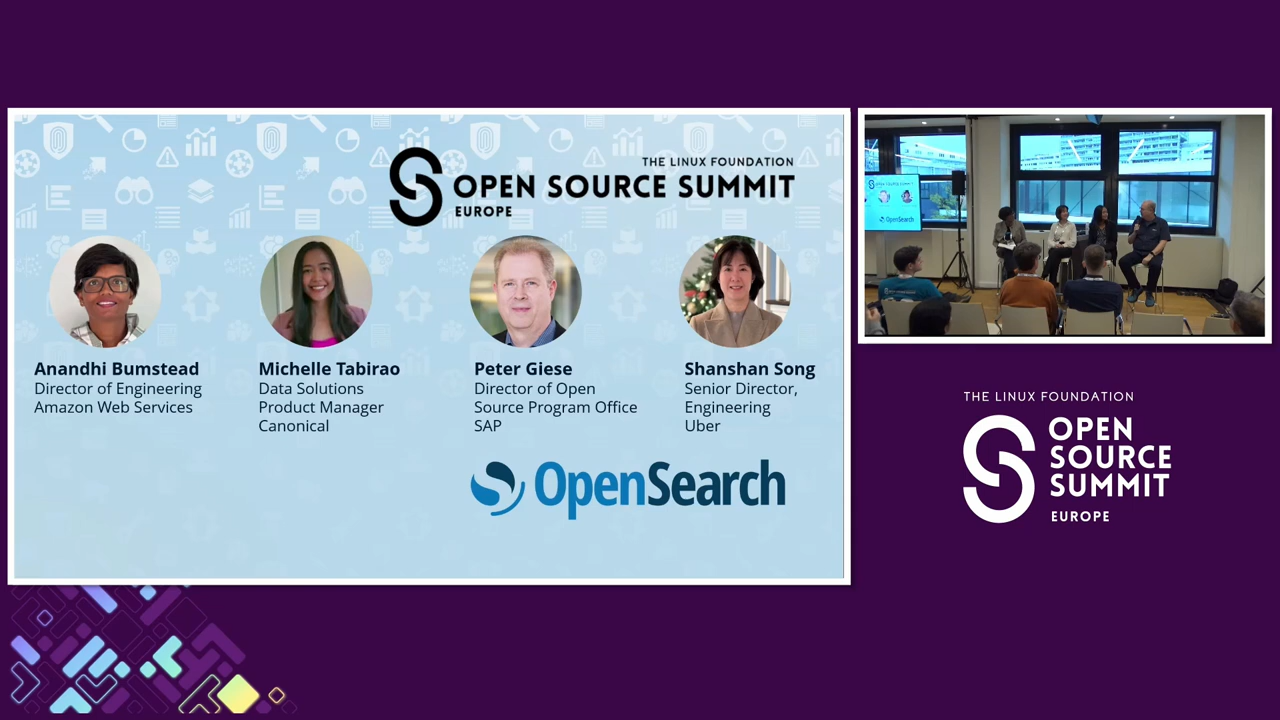 THE LINUX FOUNDATION
OPEN SOURCE SUMMIT
EUROPE
Anandhi Bumstead
Director of Engineering
Amazon Web Services
Michelle Tabirao
Data Solutions
Product Manager
Canonical
Peter Giese
Director of Open
Source Program Office
SAP
Shanshan Song
Senior Director,
Engineering
Uber
OpenSearch
OpenSearch
THE LINUX FOUNDATION
OPEN
SOURCE
SUMMIT
EUROPE